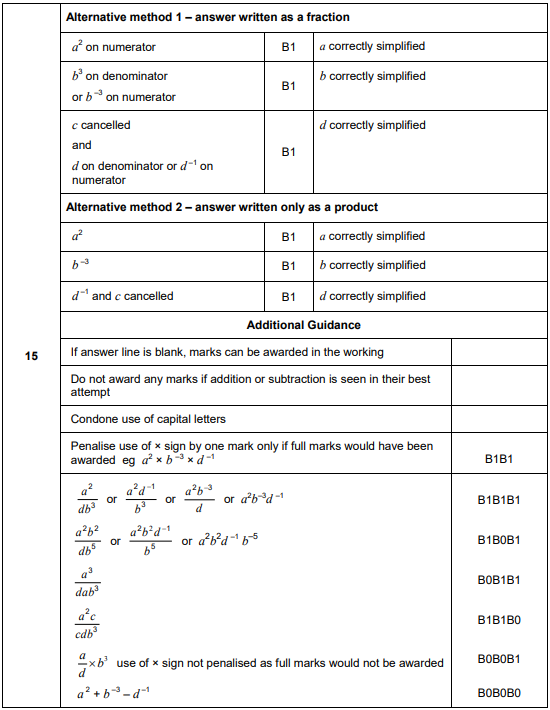 Alternative method 1 – answer written as a fraction
a² on numerator B1 a correctly simplified
b³ on denominator
or b⁻³ on numerator
B1 b correctly simplified
c cancelled
and
d on denominator or d⁻¹ on
numerator
B1 d correctly simplified
Alternative method 2 – answer written only as a product
a² B1 a correctly simplified
b⁻³ B1 b correctly simplified
d⁻¹ and c cancelled B1 d correctly simplified
Additional Guidance
15
If answer line is blank, marks can be awarded in the working
Do not award any marks if addition or subtraction is seen in their best
attempt
Condone use of capital letters
Penalise use of × sign by one mark only if full marks would have been
awarded eg a² × b⁻³ × d⁻¹ B1B1
a²/db³ or a²d⁻¹/b³ or a²b⁻³/d or a²b⁻³d⁻¹ B1B1B1
a²b²/db⁵ or a²b²d⁻¹/b⁵ or a²b²d⁻¹b⁻⁵ B1B0B1
a³/dab³ B0B1B1
a²c/cdb³ B1B1B0
a/d × b³ use of × sign not penalised as full marks would not be awarded B0B0B1
a² + b⁻³ – d⁻¹ B0B0B0